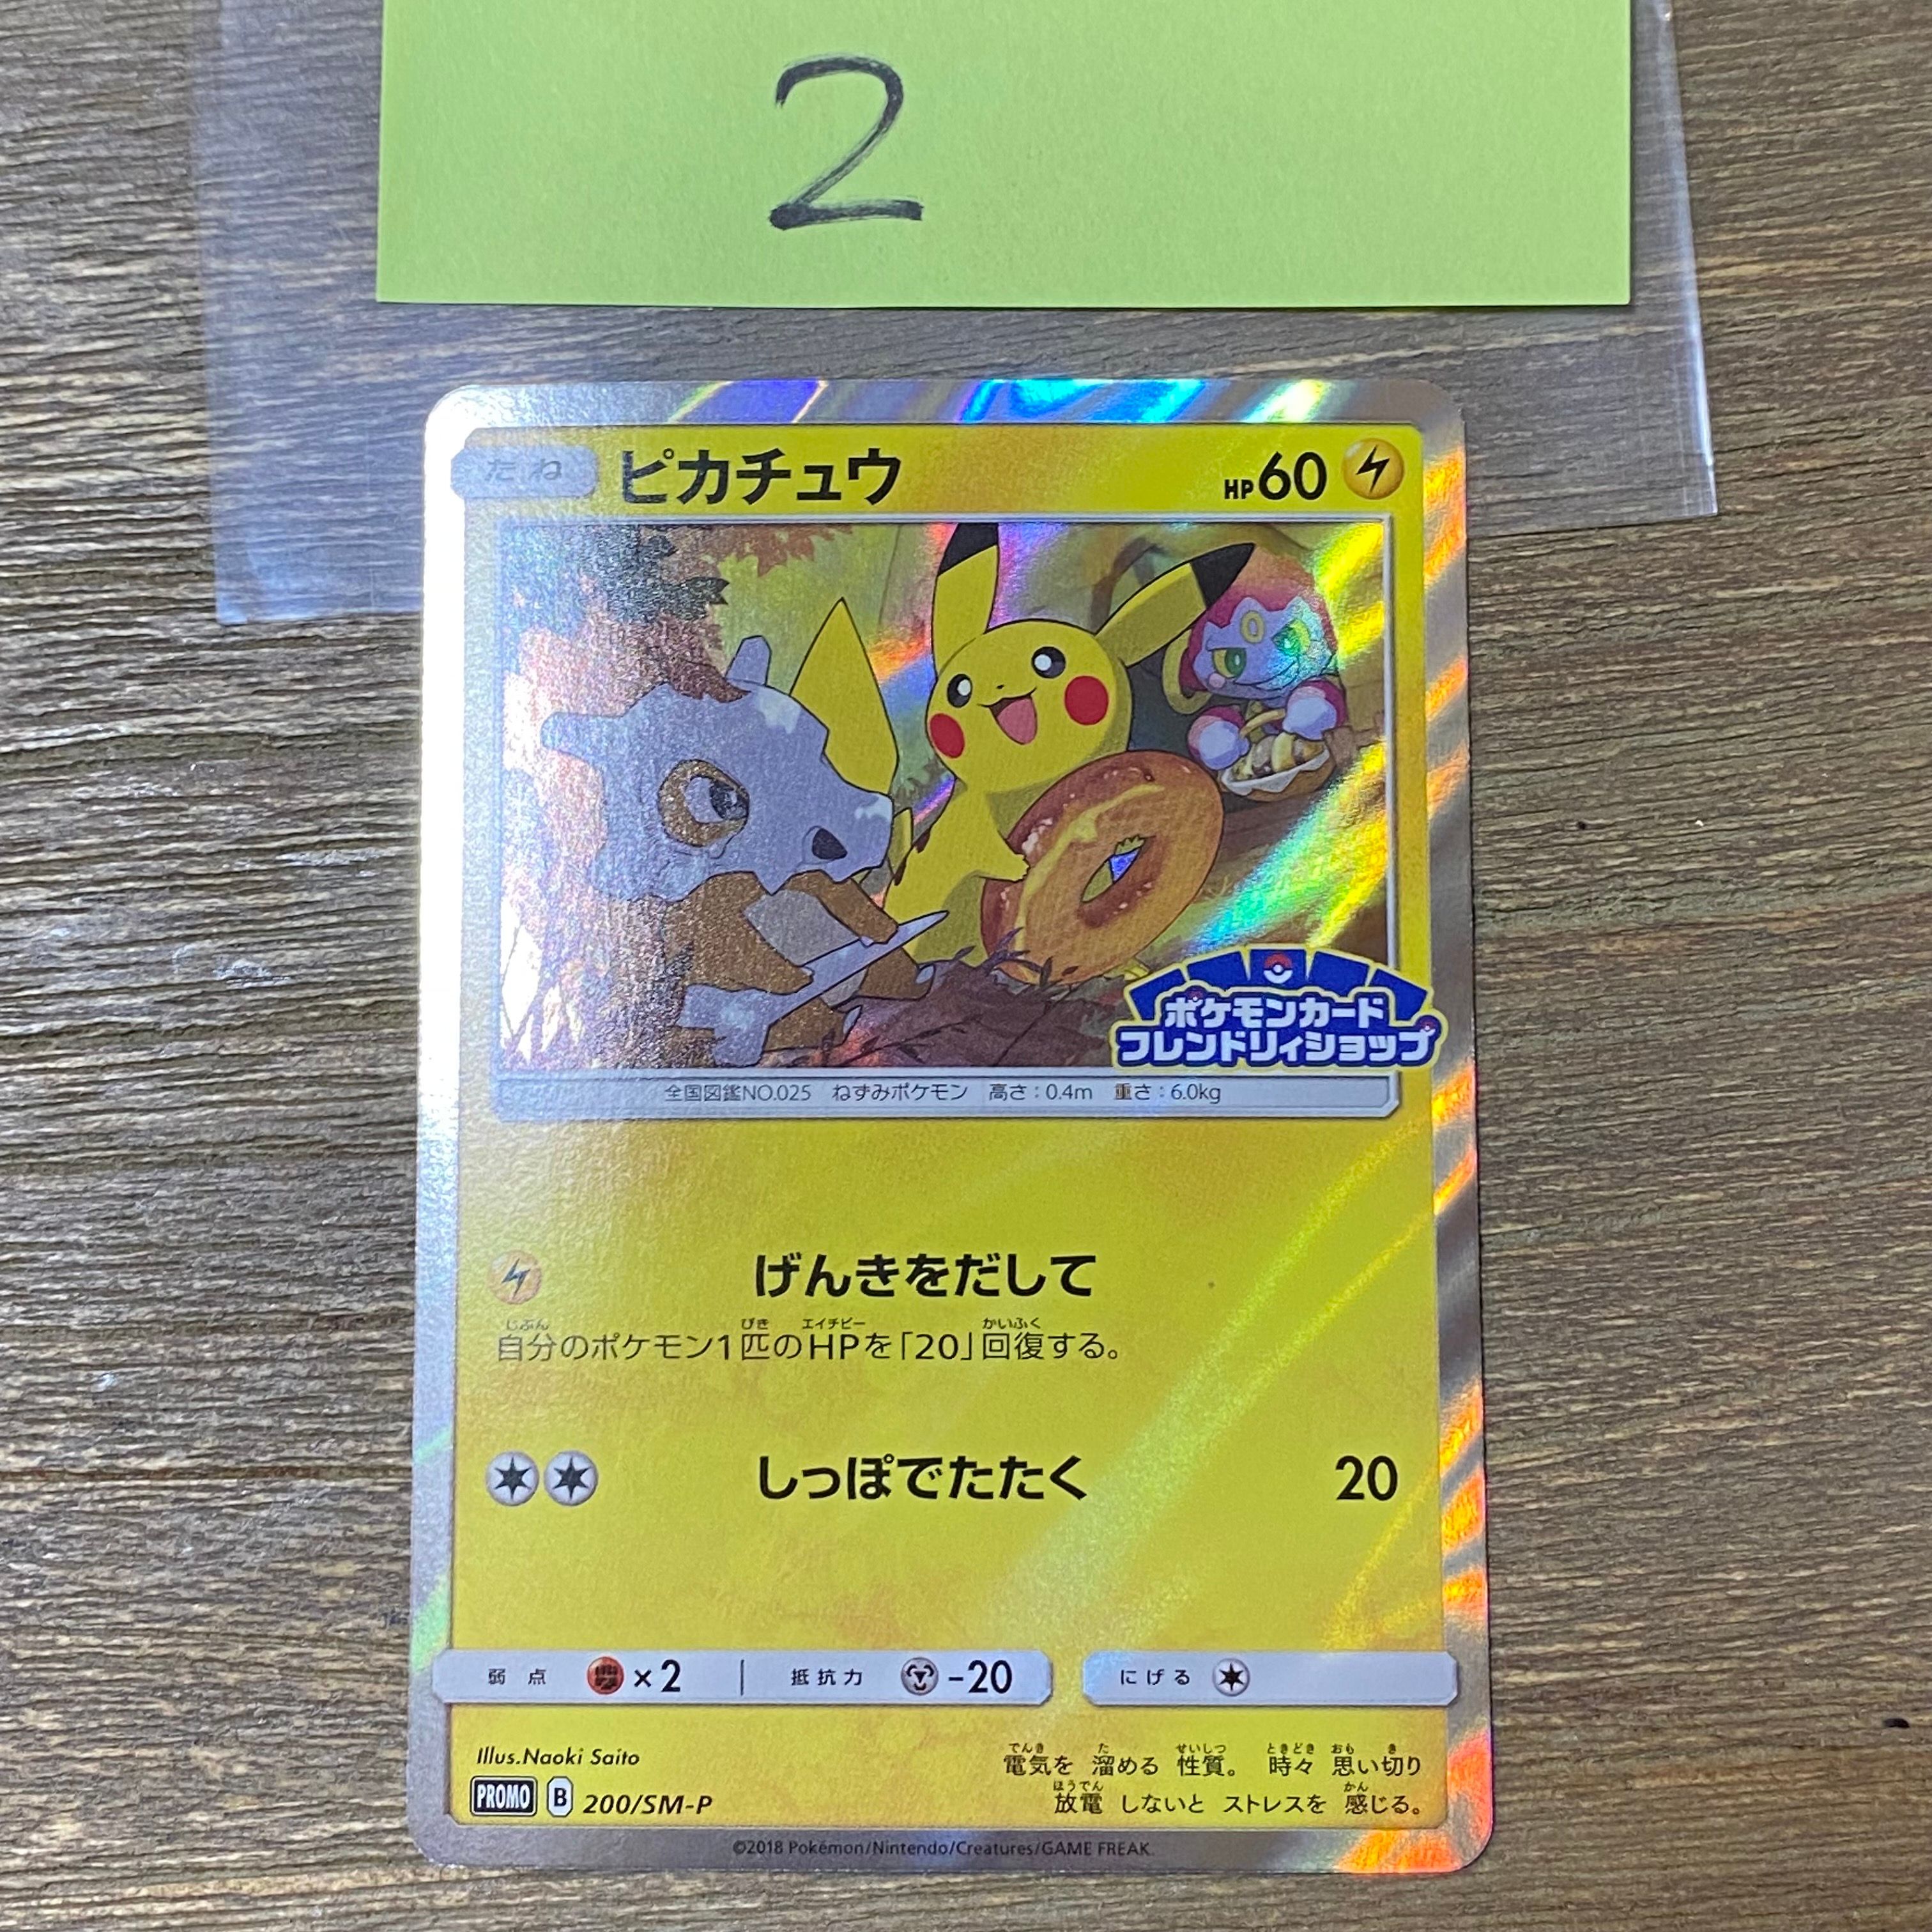 2
たね ピカチュウ HP60
ポケモンカード
フレンドリィショップ
全国図鑑NO.025 ねずみポケモン 高さ:0.4m 重さ:6.0kg
げんきをだして
じぶん びき エイチピー かいふく
自分のポケモン1匹のHPを「20」回復する。
しっぽでたたく 20
弱点 ×2 抵抗力 -20 にげる
Illus.Naoki Saito
でんき た せいしつ ときどき おも き
電気を 溜める 性質。 時々 思い切り
ほうでん かん
放電 しないと ストレスを 感じる。
PROMO B 200/SM-P
©2018 Pokémon/Nintendo/Creatures/GAME FREAK.